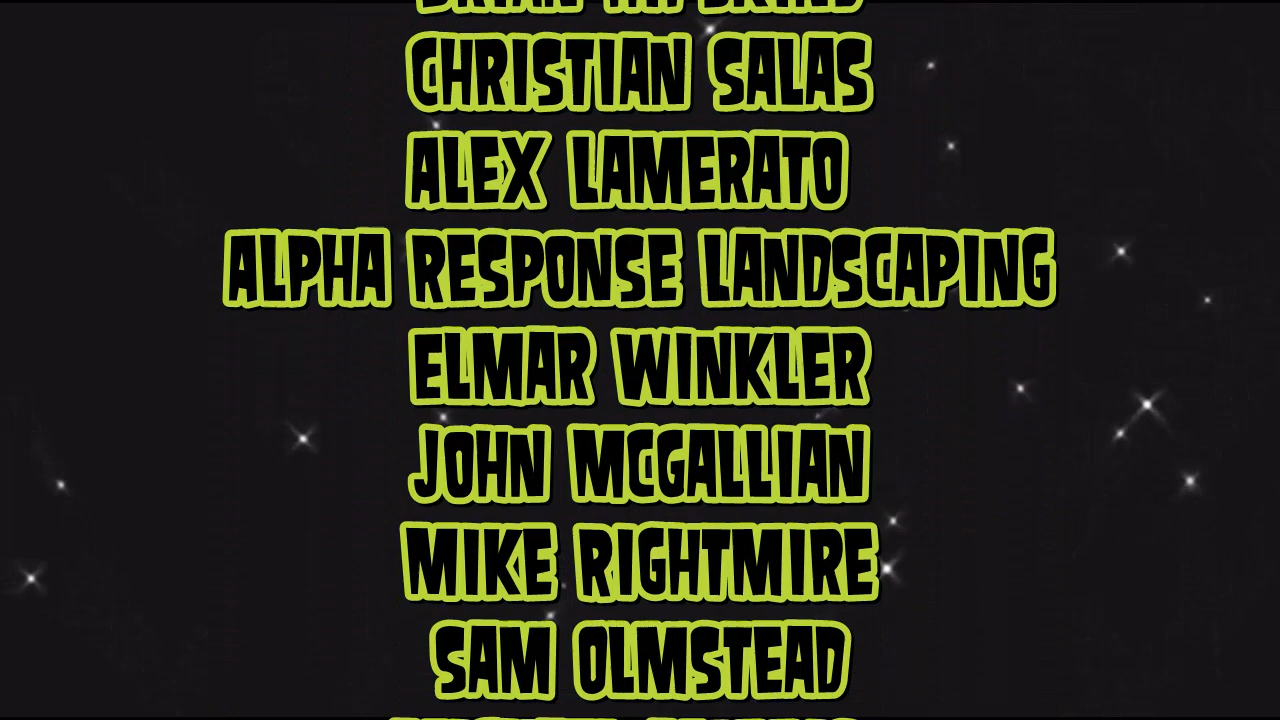 CHRISTIAN SALAS
ALEX LAMERATO
ALPHA RESPONSE LANDSCAPING
ELMAR WINKLER
JOHN MCGALLIAN
MIKE RIGHTMIRE
SAM OLMSTEAD